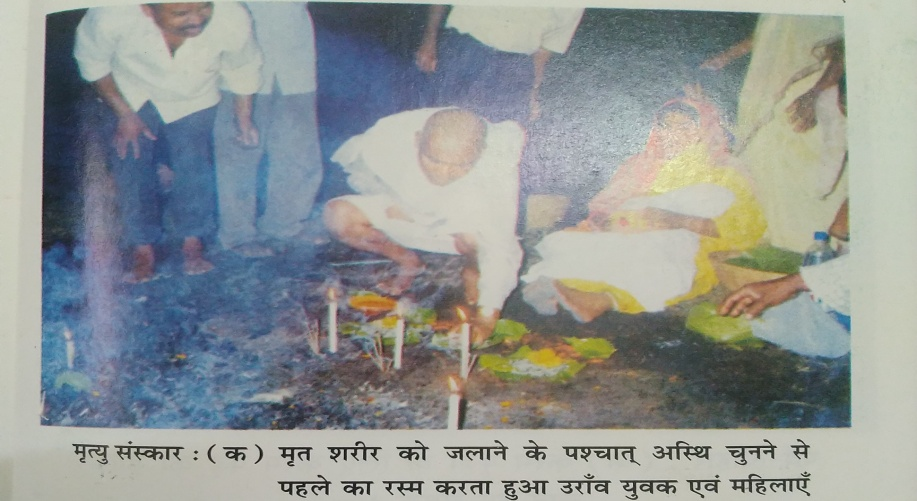 मृत्यु संस्कार : ( क ) मृत शरीर को जलाने के पश्चात् अस्थि चुनने से
पहले का रस्म करता हुआ उराँव युवक एवं महिलाएँ